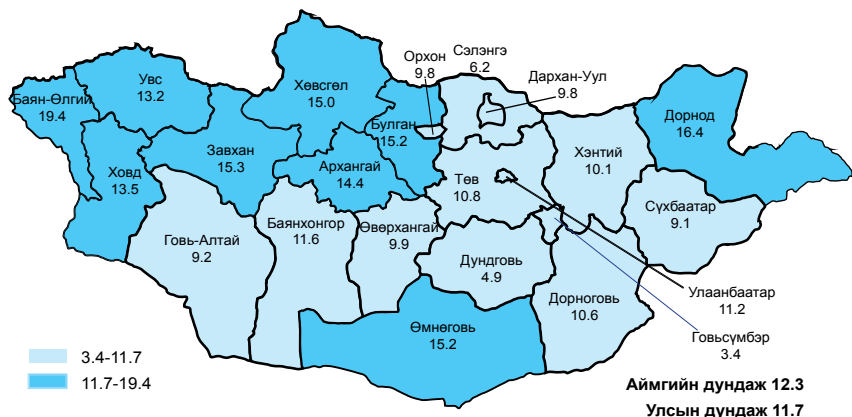 Орхон
9.8
Сэлэнгэ
6.2
Дархан-Уул
9.8
Увс
13.2
Хөвсгөл
15.0
Баян-Өлгий
19.4
Дорнод
16.4
Булган
15.2
Завхан
15.3
Хэнтий
10.1
Ховд
13.5
Архангай
14.4
Төв
10.8
Сүхбаатар
9.1
Говь-Алтай
9.2
Баянхонгор
11.6
Өвөрхангай
9.9
Дундговь
4.9
Дорноговь
10.6
Улаанбаатар
11.2
Өмнөговь
15.2
Говьсүмбэр
3.4
3.4-11.7
11.7-19.4
Аймгийн дундаж 12.3
Улсын дундаж 11.7